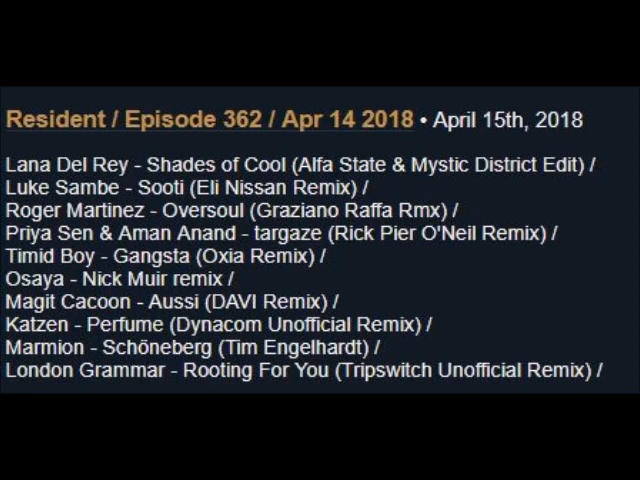 Resident / Episode 362 / Apr 14 2018 • April 15th, 2018
Lana Del Rey - Shades of Cool (Alfa State & Mystic District Edit) /
Luke Sambe - Sooti (Eli Nissan Remix) /
Roger Martinez - Oversoul (Graziano Raffa Rmx) /
Priya Sen & Aman Anand - targaze (Rick Pier O'Neil Remix) /
Timid Boy - Gangsta (Oxia Remix) /
Osaya - Nick Muir remix /
Magit Cacoon - Aussi (DAVI Remix) /
Katzen - Perfume (Dynacom Unofficial Remix) /
Marmion - Schöneberg (Tim Engelhardt) /
London Grammar - Rooting For You (Tripswitch Unofficial Remix) /